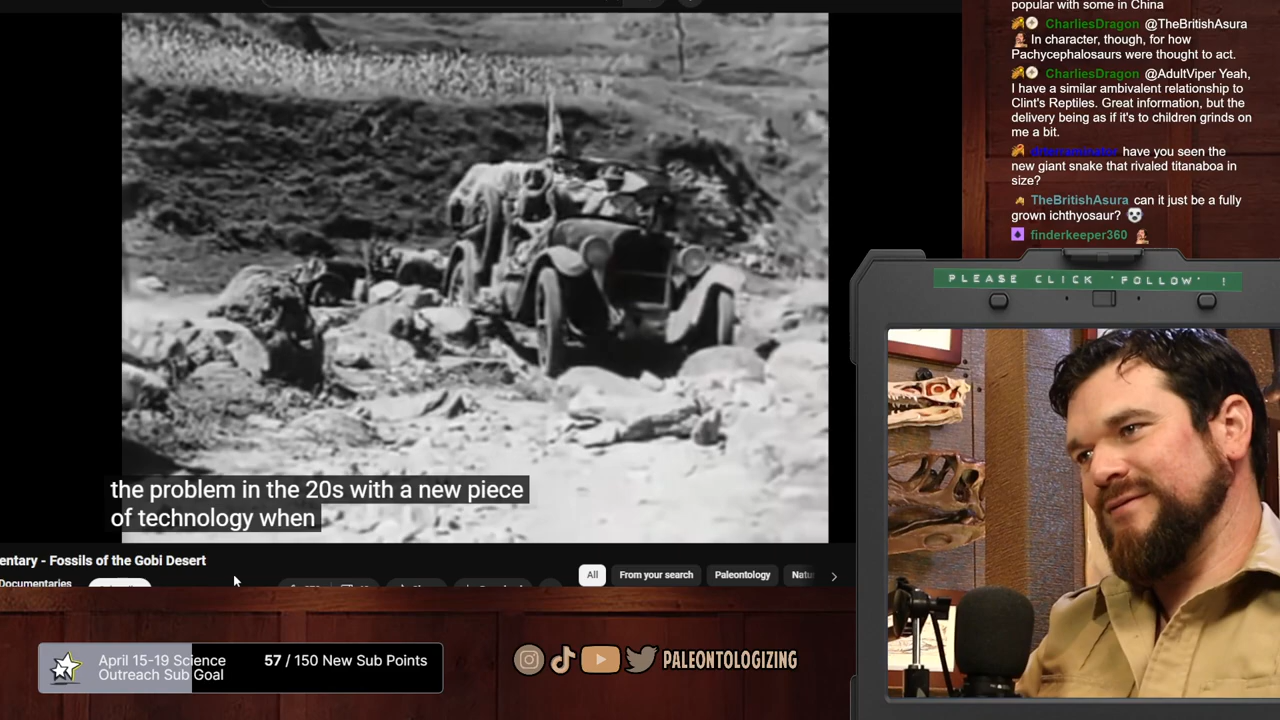 popular with some in China
CharliesDragon @TheBritishAsura
In character, though, for how
Pachycephalosaurs were thought to act.
CharliesDragon @AdultViper Yeah,
I have a similar ambivalent relationship to
Clint's Reptiles. Great information, but the
delivery being as if it's to children grinds on
me a bit.
have you seen the
new giant snake that rivaled titanaboa in
size?
TheBritishAsura can it just be a fully
grown ichthyosaur?
finderkeeper360
PLEASE CLICK 'FOLLOW' !
the problem in the 20s with a new piece
of technology when
entary - Fossils of the Gobi Desert
Documentaries
All
From your search
Paleontology
Natu
April 15-19 Science
Outreach Sub Goal
57 / 150 New Sub Points
PALEONTOLOGIZING